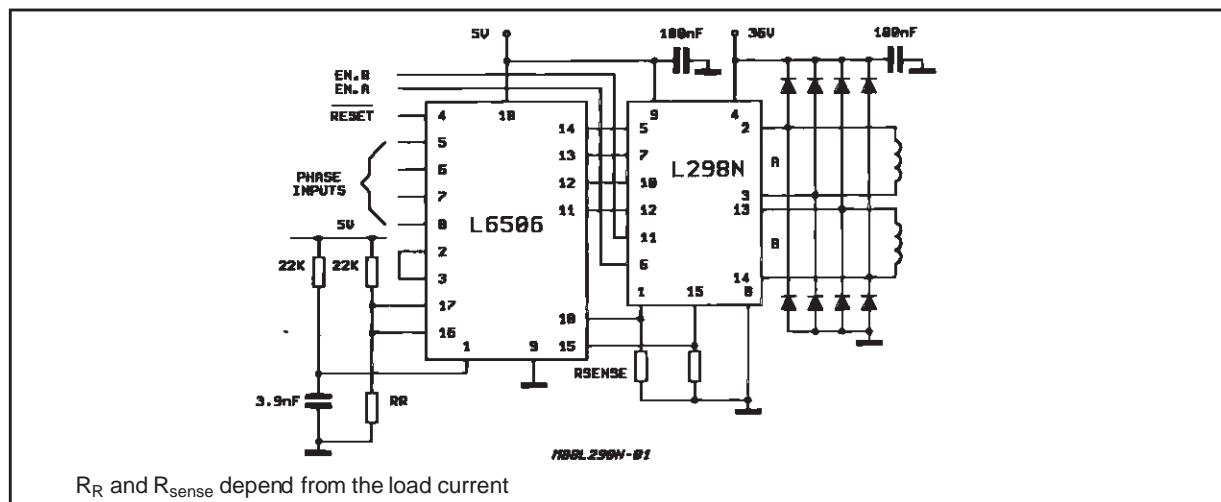 5V 100nF 36V 100nF
EN.B
EN.A
RESET
4 18 9 4
5 14 5 2
6 13 7 A
PHASE
INPUTS
12 10 L298N
7 3
11 12 13
8 L6506
5V 11 B
22K 22K 2 6
3 14
17 1 15 8
16 10
1 9 15
RSENSE
3.9nF RR
M88L298N-01
R_R and R_sense depend from the load current